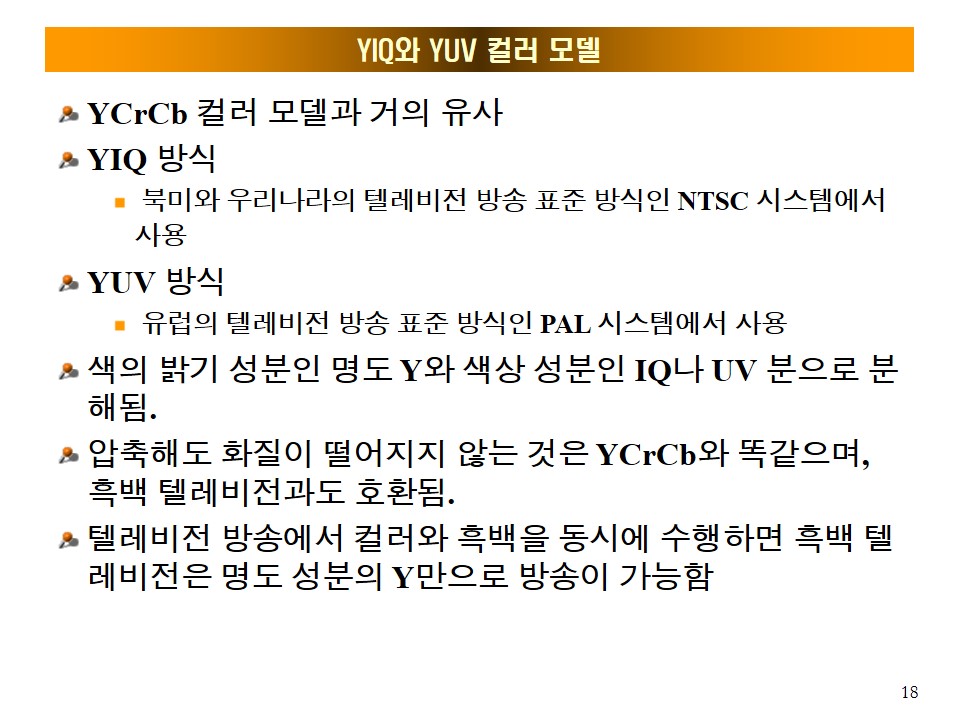 YIQ와 YUV 컬러 모델
YCrCb 컬러 모델과 거의 유사
YIQ 방식
북미와 우리나라의 텔레비전 방송 표준 방식인 NTSC 시스템에서
사용
YUV 방식
유럽의 텔레비전 방송 표준 방식인 PAL 시스템에서 사용
색의 밝기 성분인 명도 Y와 색상 성분인 IQ나 UV 분으로 분
해됨.
압축해도 화질이 떨어지지 않는 것은 YCrCb와 똑같으며,
흑백 텔레비전과도 호환됨.
텔레비전 방송에서 컬러와 흑백을 동시에 수행하면 흑백 텔
레비전은 명도 성분의 Y만으로 방송이 가능함
18